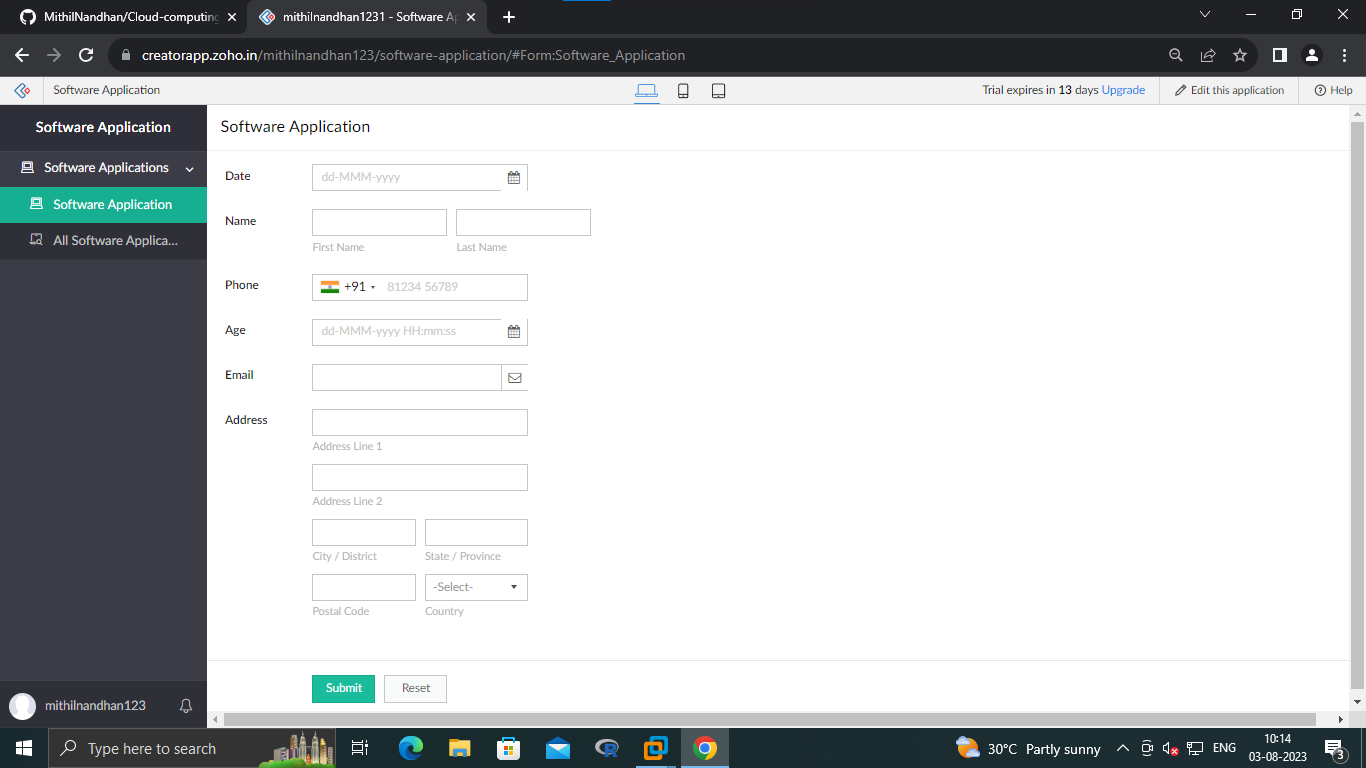 MithilNandhan/Cloud-computing
mithilnandhan1231 - Software Ap
creatorapp.zoho.in/mithilnandhan123/software-application/#Form:Software_Application
Software Application
Trial expires in 13 days Upgrade
Edit this application
Help
Software Application
Software Applications
Software Application
All Software Applica...
mithilnandhan123
Software Application
Date
dd-MMM-yyyy
Name
First Name
Last Name
Phone
+91
81234 56789
Age
dd-MMM-yyyy HH:mm:ss
Email
Address
Address Line 1
Address Line 2
City / District
State / Province
-Select-
Postal Code
Country
Submit
Reset
Type here to search
R
30°C Partly sunny
ENG
10:14
03-08-2023
3